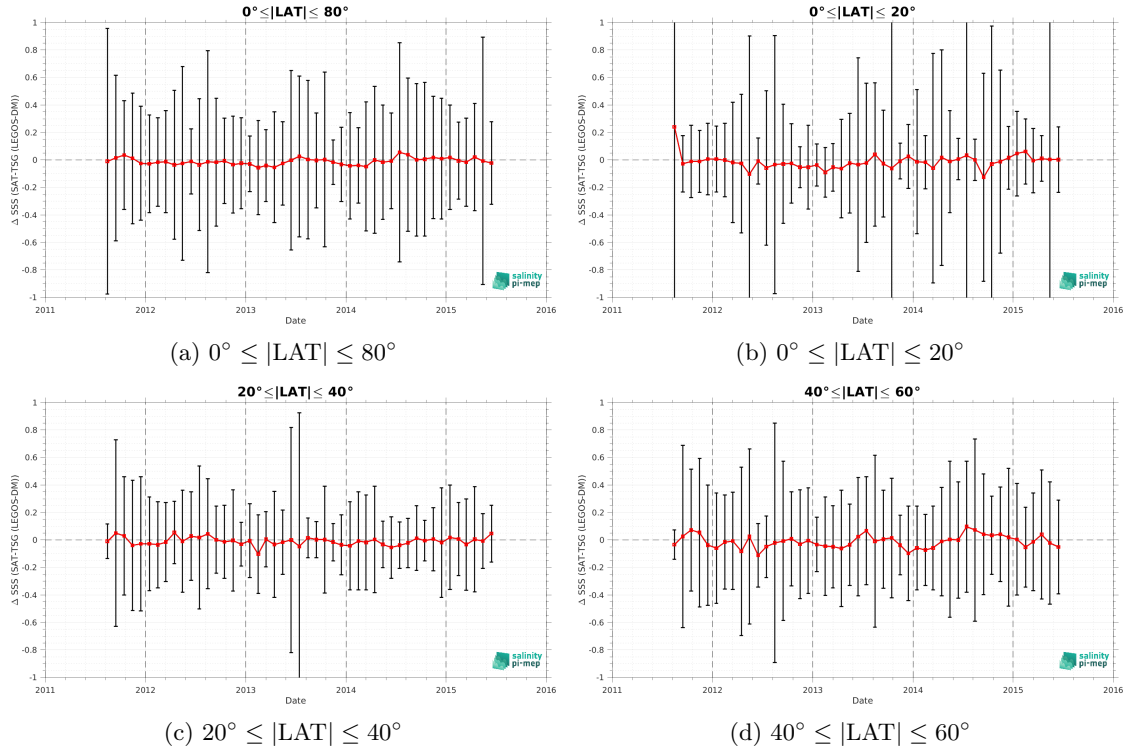 0°≤|LAT|≤ 80°
Δ SSS (SAT-TSG (LEGOS-DM))
1
0.8
0.6
0.4
0.2
0
-0.2
-0.4
-0.6
-0.8
-1
2011 2012 2013 2014 2015 2016
Date
salinity
pi-mep
(a) 0° ≤ |LAT| ≤ 80°
0°≤|LAT|≤ 20°
Δ SSS (SAT-TSG (LEGOS-DM))
1
0.8
0.6
0.4
0.2
0
-0.2
-0.4
-0.6
-0.8
-1
2011 2012 2013 2014 2015 2016
Date
salinity
pi-mep
(b) 0° ≤ |LAT| ≤ 20°
20°≤|LAT|≤ 40°
Δ SSS (SAT-TSG (LEGOS-DM))
1
0.8
0.6
0.4
0.2
0
-0.2
-0.4
-0.6
-0.8
-1
2011 2012 2013 2014 2015 2016
Date
salinity
pi-mep
(c) 20° ≤ |LAT| ≤ 40°
40°≤|LAT|≤ 60°
Δ SSS (SAT-TSG (LEGOS-DM))
1
0.8
0.6
0.4
0.2
0
-0.2
-0.4
-0.6
-0.8
-1
2011 2012 2013 2014 2015 2016
Date
salinity
pi-mep
(d) 40° ≤ |LAT| ≤ 60°